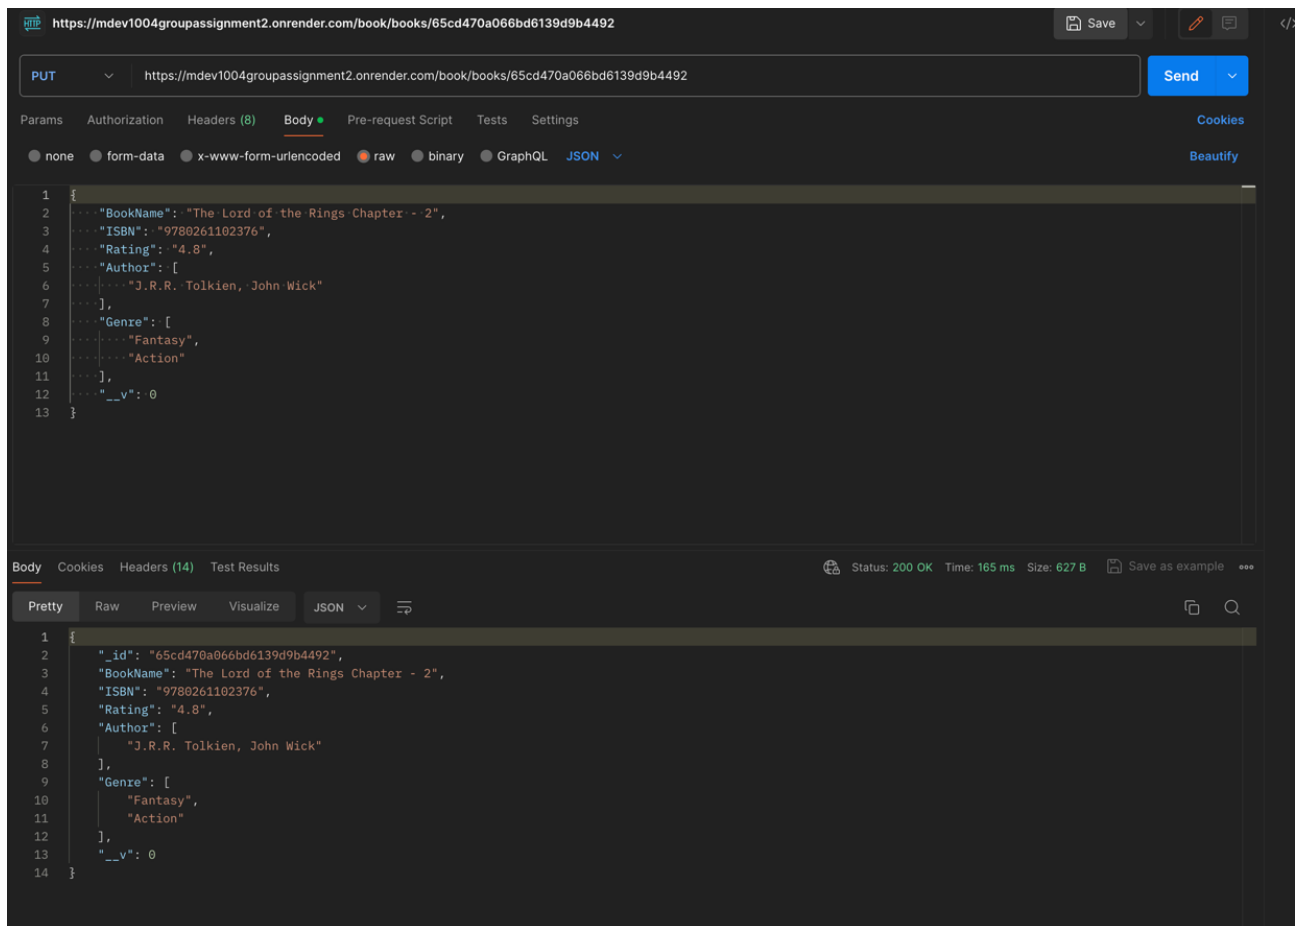 HTTP https://mdev1004groupassignment2.onrender.com/book/books/65cd470a066bd6139d9b4492 Save </>
PUT https://mdev1004groupassignment2.onrender.com/book/books/65cd470a066bd6139d9b4492 Send
Params Authorization Headers (8) Body Pre-request Script Tests Settings Cookies
none form-data x-www-form-urlencoded raw binary GraphQL JSON Beautify
1 {
2 "BookName": "The Lord of the Rings Chapter - 2",
3 "ISBN": "9780261102376",
4 "Rating": "4.8",
5 "Author": [
6 "J.R.R. Tolkien, John Wick"
7 ],
8 "Genre": [
9 "Fantasy",
10 "Action"
11 ],
12 "__v": 0
13 }
Body Cookies Headers (14) Test Results Status: 200 OK Time: 165 ms Size: 627 B Save as example
Pretty Raw Preview Visualize JSON
1 {
2 "_id": "65cd470a066bd6139d9b4492",
3 "BookName": "The Lord of the Rings Chapter - 2",
4 "ISBN": "9780261102376",
5 "Rating": "4.8",
6 "Author": [
7 "J.R.R. Tolkien, John Wick"
8 ],
9 "Genre": [
10 "Fantasy",
11 "Action"
12 ],
13 "__v": 0
14 }